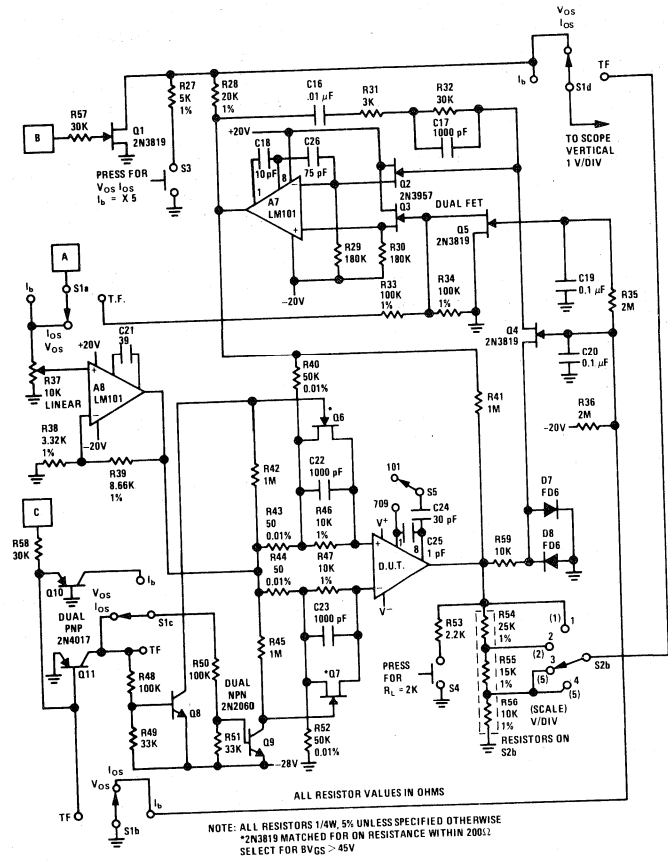 VOS
IOS
Ib
S1d
TF
TO SCOPE
VERTICAL
1 V/DIV
R27
5K
1%
R28
20K
1%
C16
.01 μF
R31
3K
R32
30K
C17
1000 pF
R57
30K
B
Q1
2N3819
PRESS FOR
VOS IOS
Ib = X 5
S3
+20V
C18
10 pF
C26
75 pF
1
8
A7
LM101
Q2
2N3957
Q3
DUAL FET
Q5
2N3819
R29
180K
R30
180K
−20V
R33
100K
1%
R34
100K
1%
C19
0.1 μF
R35
2M
Q4
2N3819
C20
0.1 μF
R36
2M
−20V
A
Ib
S1a
T.F.
IOS
VOS
C21
39
+20V
R37
10K
LINEAR
+
A8
LM101
−
−20V
R38
3.32K
1%
R39
8.66K
1%
R40
50K
0.01%
*
Q6
R41
1M
R42
1M
C22
1000 pF
R43
50
0.01%
R46
10K
1%
R44
50
0.01%
R47
10K
1%
101
S5
709
C24
30 pF
V+
1
8
C25
1 pF
+
D.U.T.
−
V−
D7
FD6
D8
FD6
R59
10K
C
R58
30K
Q10
Ib
DUAL
PNP
2N4017
VOS
IOS
S1c
TF
Q11
R48
100K
R49
33K
Q8
R50
100K
DUAL
NPN
2N2060
R51
33K
Q9
−28V
R45
1M
C23
1000 pF
*Q7
R52
50K
0.01%
R53
2.2K
PRESS
FOR
RL = 2K
S4
R54
25K
1%
R55
15K
1%
R56
10K
1%
(1)
1
2
(2)
3
(5)
4
(5)
S2b
(SCALE)
V/DIV
RESISTORS ON
S2b
IOS
VOS
Ib
TF
S1b
ALL RESISTOR VALUES IN OHMS
NOTE: ALL RESISTORS 1/4W, 5% UNLESS SPECIFIED OTHERWISE
*2N3819 MATCHED FOR ON RESISTANCE WITHIN 200Ω
SELECT FOR BVGS > 45V